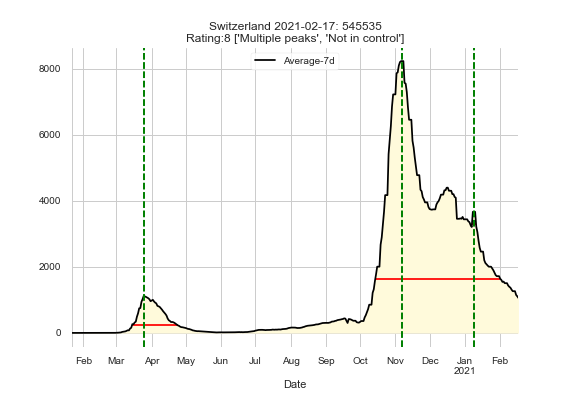 Switzerland 2021-02-17: 545535
Rating:8 ['Multiple peaks', 'Not in control']
Average-7d
8000
6000
4000
2000
0
Feb Mar Apr May Jun Jul Aug Sep Oct Nov Dec Jan Feb
2021
Date